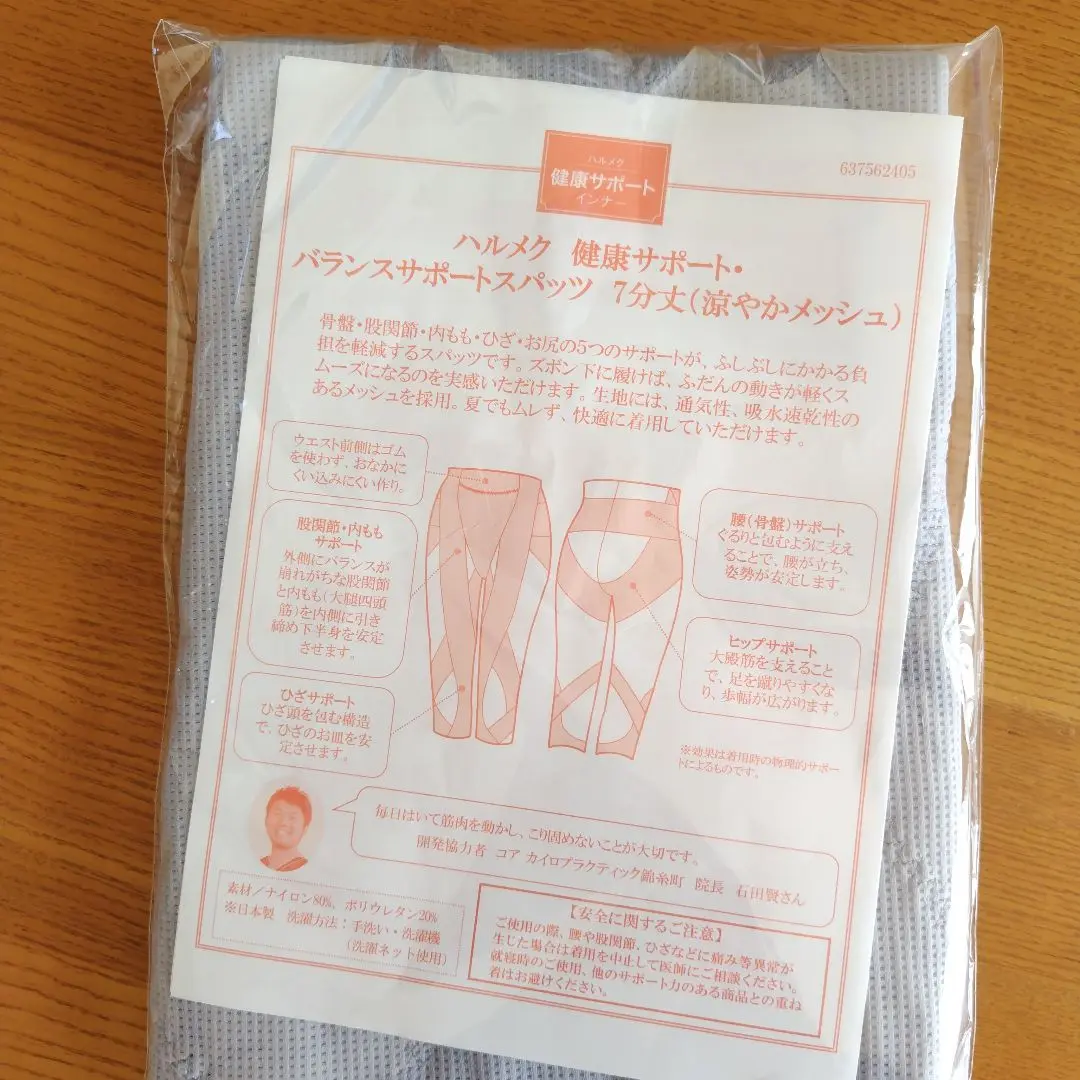 ハルメク
健康サポート
インナー
637562405
ハルメク 健康サポート・
バランスサポートスパッツ 7分丈(涼やかメッシュ)
骨盤・股関節・内もも・ひざ・お尻の5つのサポートが、ふしぶしにかかる負
担を軽減するスパッツです。ズボン下に履けば、ふだんの動きが軽くス
ムーズになるのを実感いただけます。生地には、通気性、吸水速乾性の
あるメッシュを採用。夏でもムレず、快適に着用していただけます。
ウエスト前側はゴム
を使わず、おなかに
くい込みにくい作り。
股関節・内もも
サポート
外側にバランスが
崩れがちな股関節
と内もも(大腿四頭
筋)を内側に引き
締め下半身を安定
させます。
ひざサポート
ひざ頭を包む構造
で、ひざのお皿を安
定させます。
腰(骨盤)サポート
ぐるりと包むように支え
ることで、腰が立ち、
姿勢が安定します。
ヒップサポート
大殿筋を支えること
で、足を蹴りやすくな
り、歩幅が広がります。
※効果は着用時の物理的サポー
トによるものです。
毎日はいて筋肉を動かし、こり固めないことが大切です。
開発協力者 コア カイロプラクティック錦糸町 院長 石田賢さん
素材/ナイロン80%、ポリウレタン20%
※日本製 洗濯方法:手洗い・洗濯機
(洗濯ネット使用)
【安全に関するご注意】
ご使用の際、腰や股関節、ひざなどに痛み等異常が
生じた場合は着用を中止して医師にご相談ください。
就寝時のご使用、他のサポート力のある商品との重ね
着はお避けください。